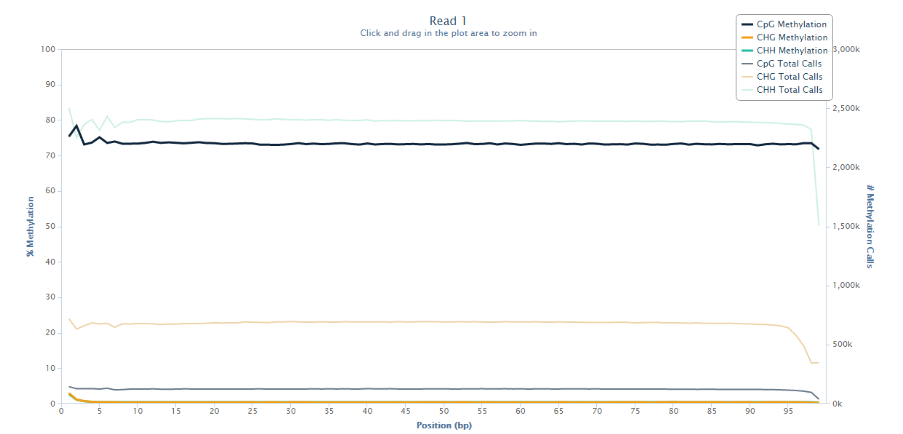 Read 1
Click and drag in the plot area to zoom in
CpG Methylation
CHG Methylation
CHH Methylation
CpG Total Calls
CHG Total Calls
CHH Total Calls
100
90
80
70
60
50
40
30
20
10
0
% Methylation
3,000k
2,500k
2,000k
1,500k
1,000k
500k
0k
# Methylation Calls
0 5 10 15 20 25 30 35 40 45 50 55 60 65 70 75 80 85 90 95
Position (bp)